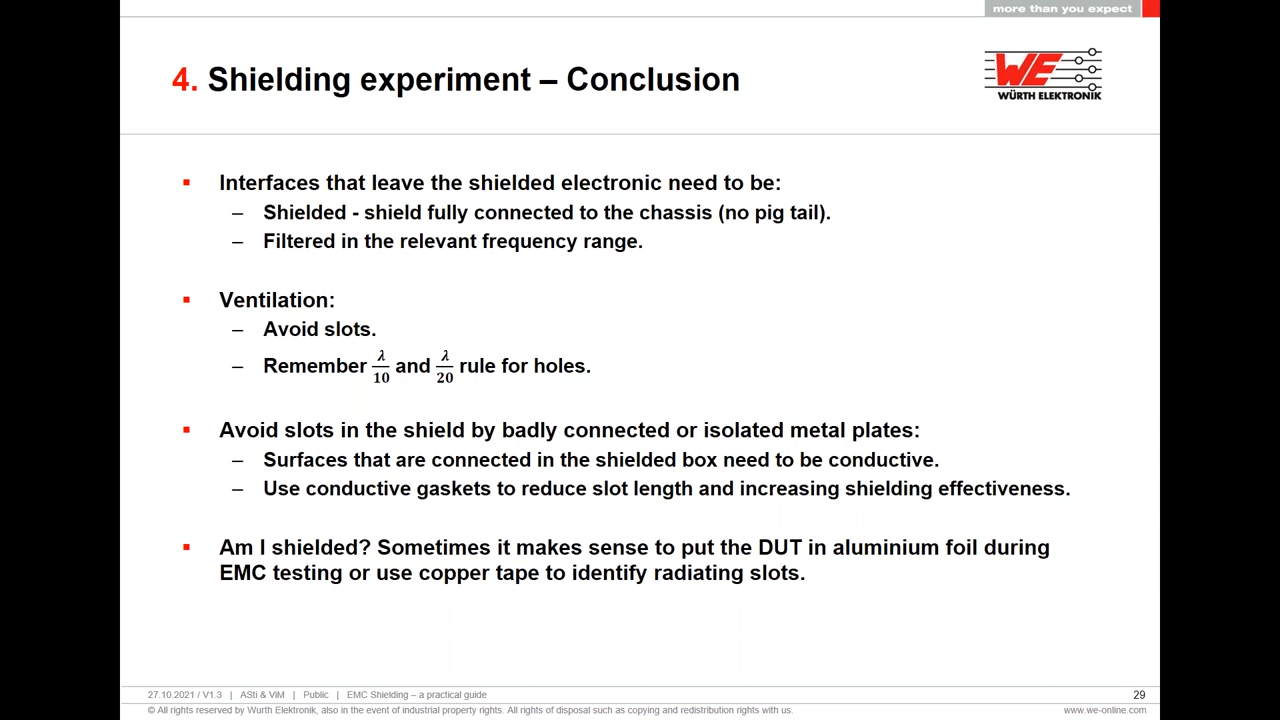 more than you expect
4. Shielding experiment – Conclusion
WE
WÜRTH ELEKTRONIK
▪ Interfaces that leave the shielded electronic need to be:
– Shielded - shield fully connected to the chassis (no pig tail).
– Filtered in the relevant frequency range.
▪ Ventilation:
– Avoid slots.
– Remember λ/10 and λ/20 rule for holes.
▪ Avoid slots in the shield by badly connected or isolated metal plates:
– Surfaces that are connected in the shielded box need to be conductive.
– Use conductive gaskets to reduce slot length and increasing shielding effectiveness.
▪ Am I shielded? Sometimes it makes sense to put the DUT in aluminium foil during
EMC testing or use copper tape to identify radiating slots.
27.10.2021 / V1.3 | ASti & ViM | Public | EMC Shielding – a practical guide
29
© All rights reserved by Wurth Elektronik, also in the event of industrial property rights. All rights of disposal such as copying and redistribution rights with us.
www.we-online.com